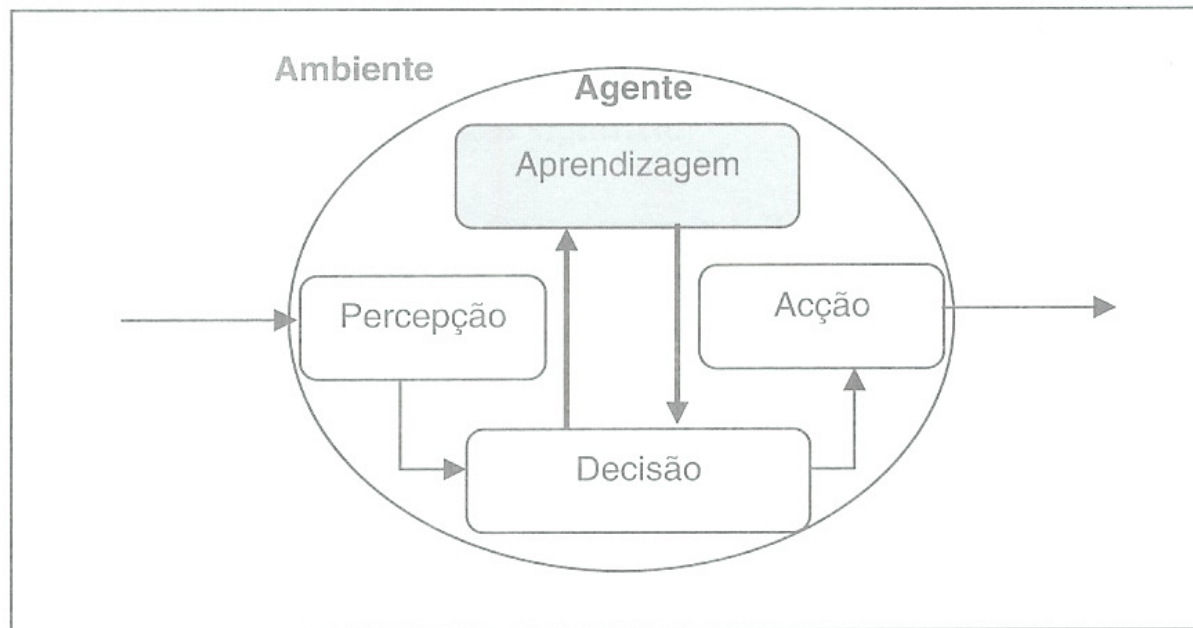 Ambiente
Agente
Aprendizagem
Percepção
Acção
Decisão